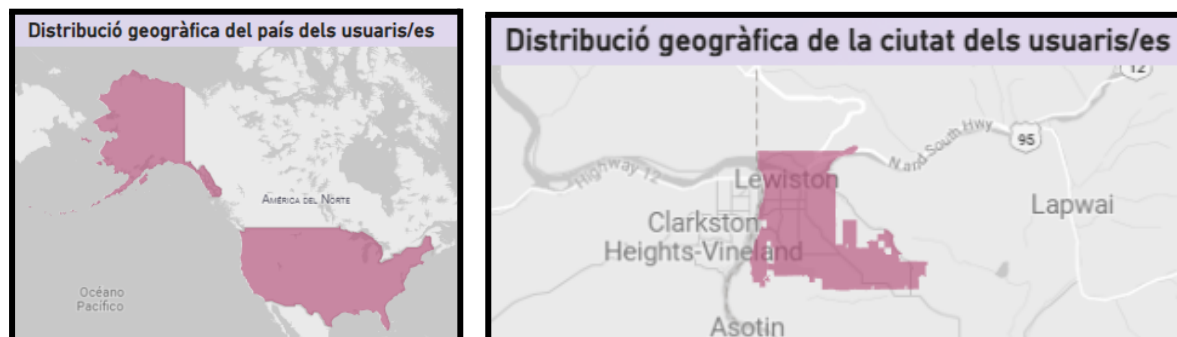 Distribució geogràfica del país dels usuaris/es
AMÉRICA DEL NORTE
Océano
Pacífico
Distribució geogràfica de la ciutat dels usuaris/es
12
N and South Hwy
95
Highway 12
Lewiston
Lapwai
Clarkston
Heights-Vineland
Asotin